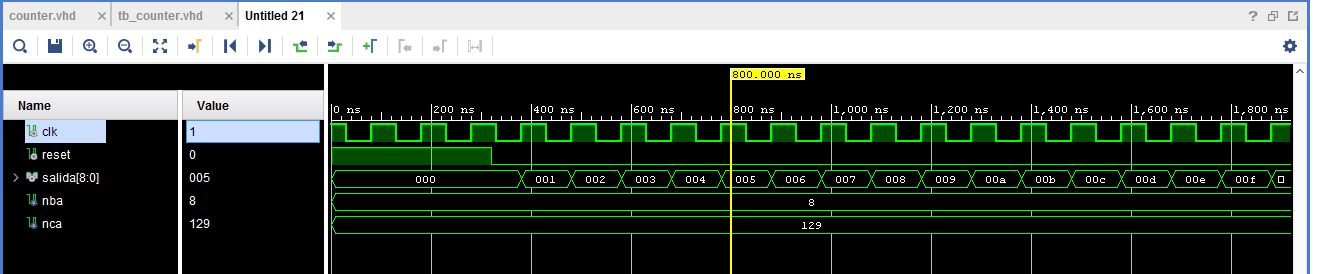 counter.vhd × tb_counter.vhd × Untitled 21 × ?
800.000 ns
Name Value
0 ns 200 ns 400 ns 600 ns 800 ns 1,000 ns 1,200 ns 1,400 ns 1,600 ns 1,800 ns
clk 1
reset 0
salida[8:0] 005 000 001 002 003 004 005 006 007 008 009 00a 00b 00c 00d 00e 00f
nba 8 8
nca 129 129